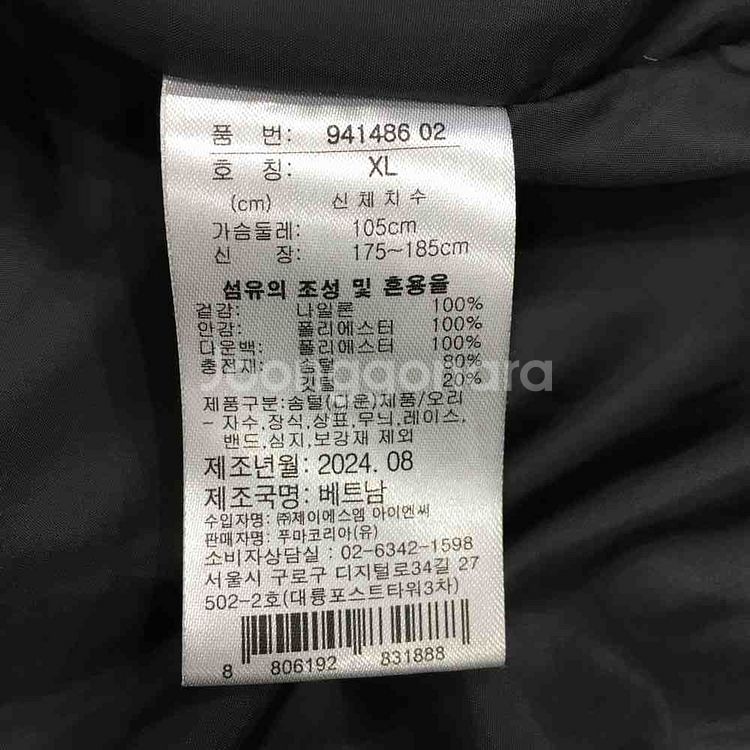 품 번: 941486 02
호 칭: XL
(cm) 신체치수
가슴둘레: 105cm
신 장: 175~185cm
섬유의 조성 및 혼용율
겉감: 나일론 100%
안감: 폴리에스터 100%
다운백: 폴리에스터 100%
충전재: 솜털 80%
깃털 20%
joongonara
제품구분:솜털(다운)제품/오리
- 자수,장식,상표,무늬,레이스,
밴드,심지,보강재 제외
제조년월: 2024. 08
제조국명: 베트남
수입자명: ㈜제이에스엠 아이엔씨
판매자명: 푸마코리아(유)
소비자상담실 : 02-6342-1598
서울시 구로구 디지털로34길 27
502-2호(대륭포스트타워3차)
8 806192 831888